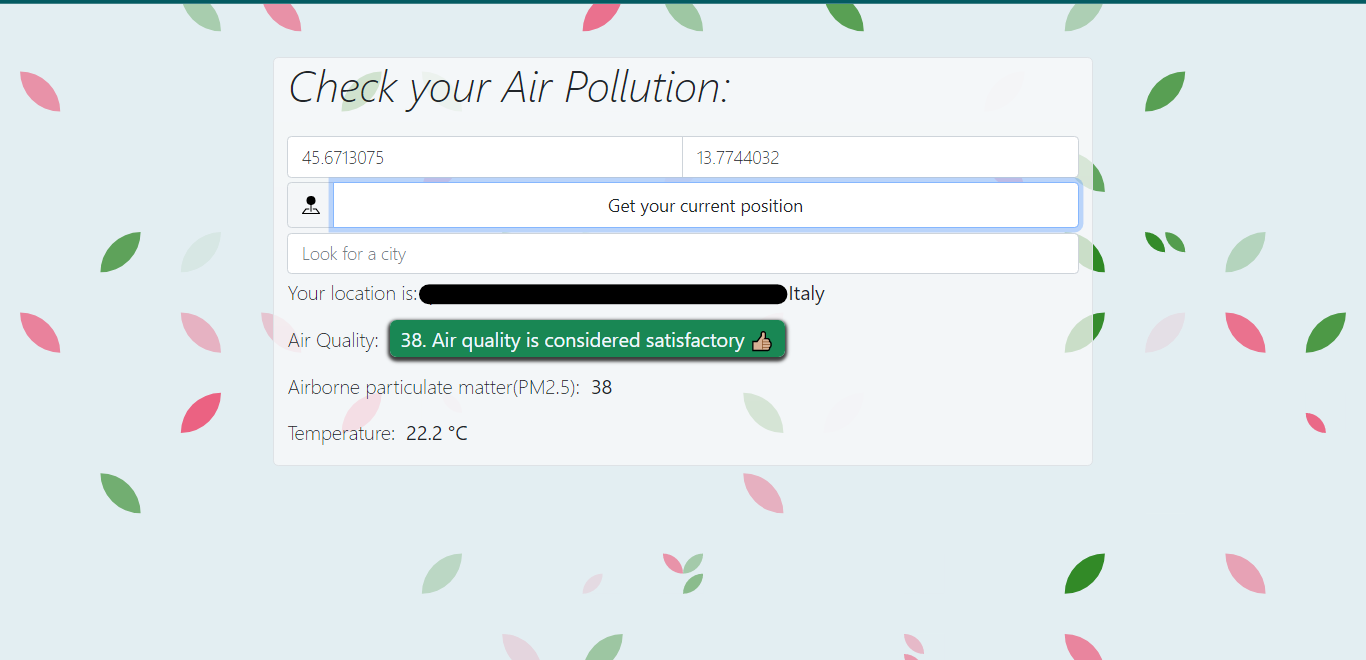 Check your Air Pollution:
45.6713075 13.7744032
Get your current position
Look for a city
Your location is: Italy
Air Quality: 38. Air quality is considered satisfactory 👍
Airborne particulate matter(PM2.5): 38
Temperature: 22.2 °C